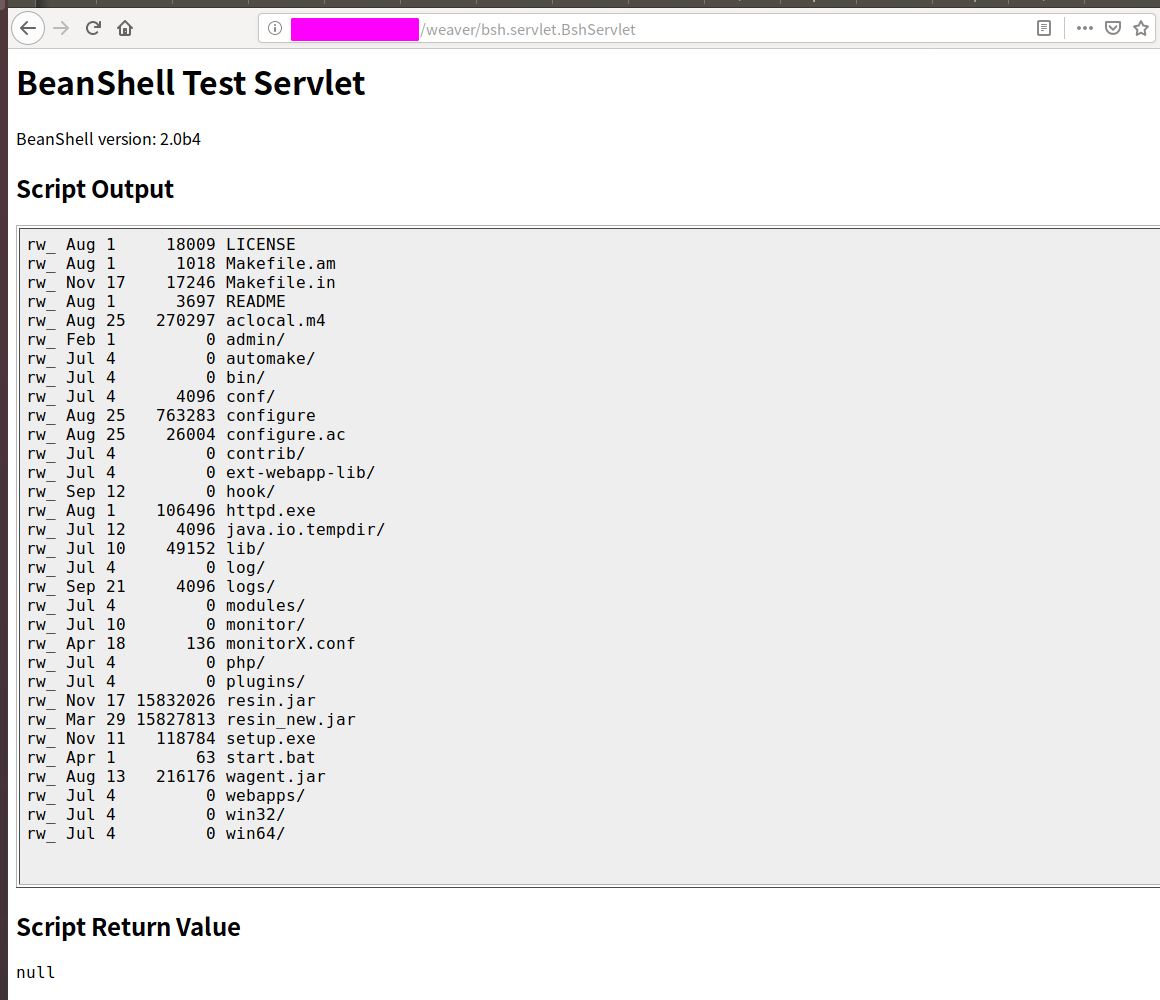 /weaver/bsh.servlet.BshServlet
BeanShell Test Servlet
BeanShell version: 2.0b4
Script Output
rw_ Aug 1     18009 LICENSE
rw_ Aug 1      1018 Makefile.am
rw_ Nov 17    17246 Makefile.in
rw_ Aug 1      3697 README
rw_ Aug 25   270297 aclocal.m4
rw_ Feb 1         0 admin/
rw_ Jul 4         0 automake/
rw_ Jul 4         0 bin/
rw_ Jul 4      4096 conf/
rw_ Aug 25   763283 configure
rw_ Aug 25    26004 configure.ac
rw_ Jul 4         0 contrib/
rw_ Jul 4         0 ext-webapp-lib/
rw_ Sep 12        0 hook/
rw_ Aug 1    106496 httpd.exe
rw_ Jul 12     4096 java.io.tempdir/
rw_ Jul 10    49152 lib/
rw_ Jul 4         0 log/
rw_ Sep 21     4096 logs/
rw_ Jul 4         0 modules/
rw_ Jul 10        0 monitor/
rw_ Apr 18      136 monitorX.conf
rw_ Jul 4         0 php/
rw_ Jul 4         0 plugins/
rw_ Nov 17 15832026 resin.jar
rw_ Mar 29 15827813 resin_new.jar
rw_ Nov 11   118784 setup.exe
rw_ Apr 1        63 start.bat
rw_ Aug 13   216176 wagent.jar
rw_ Jul 4         0 webapps/
rw_ Jul 4         0 win32/
rw_ Jul 4         0 win64/
Script Return Value
null